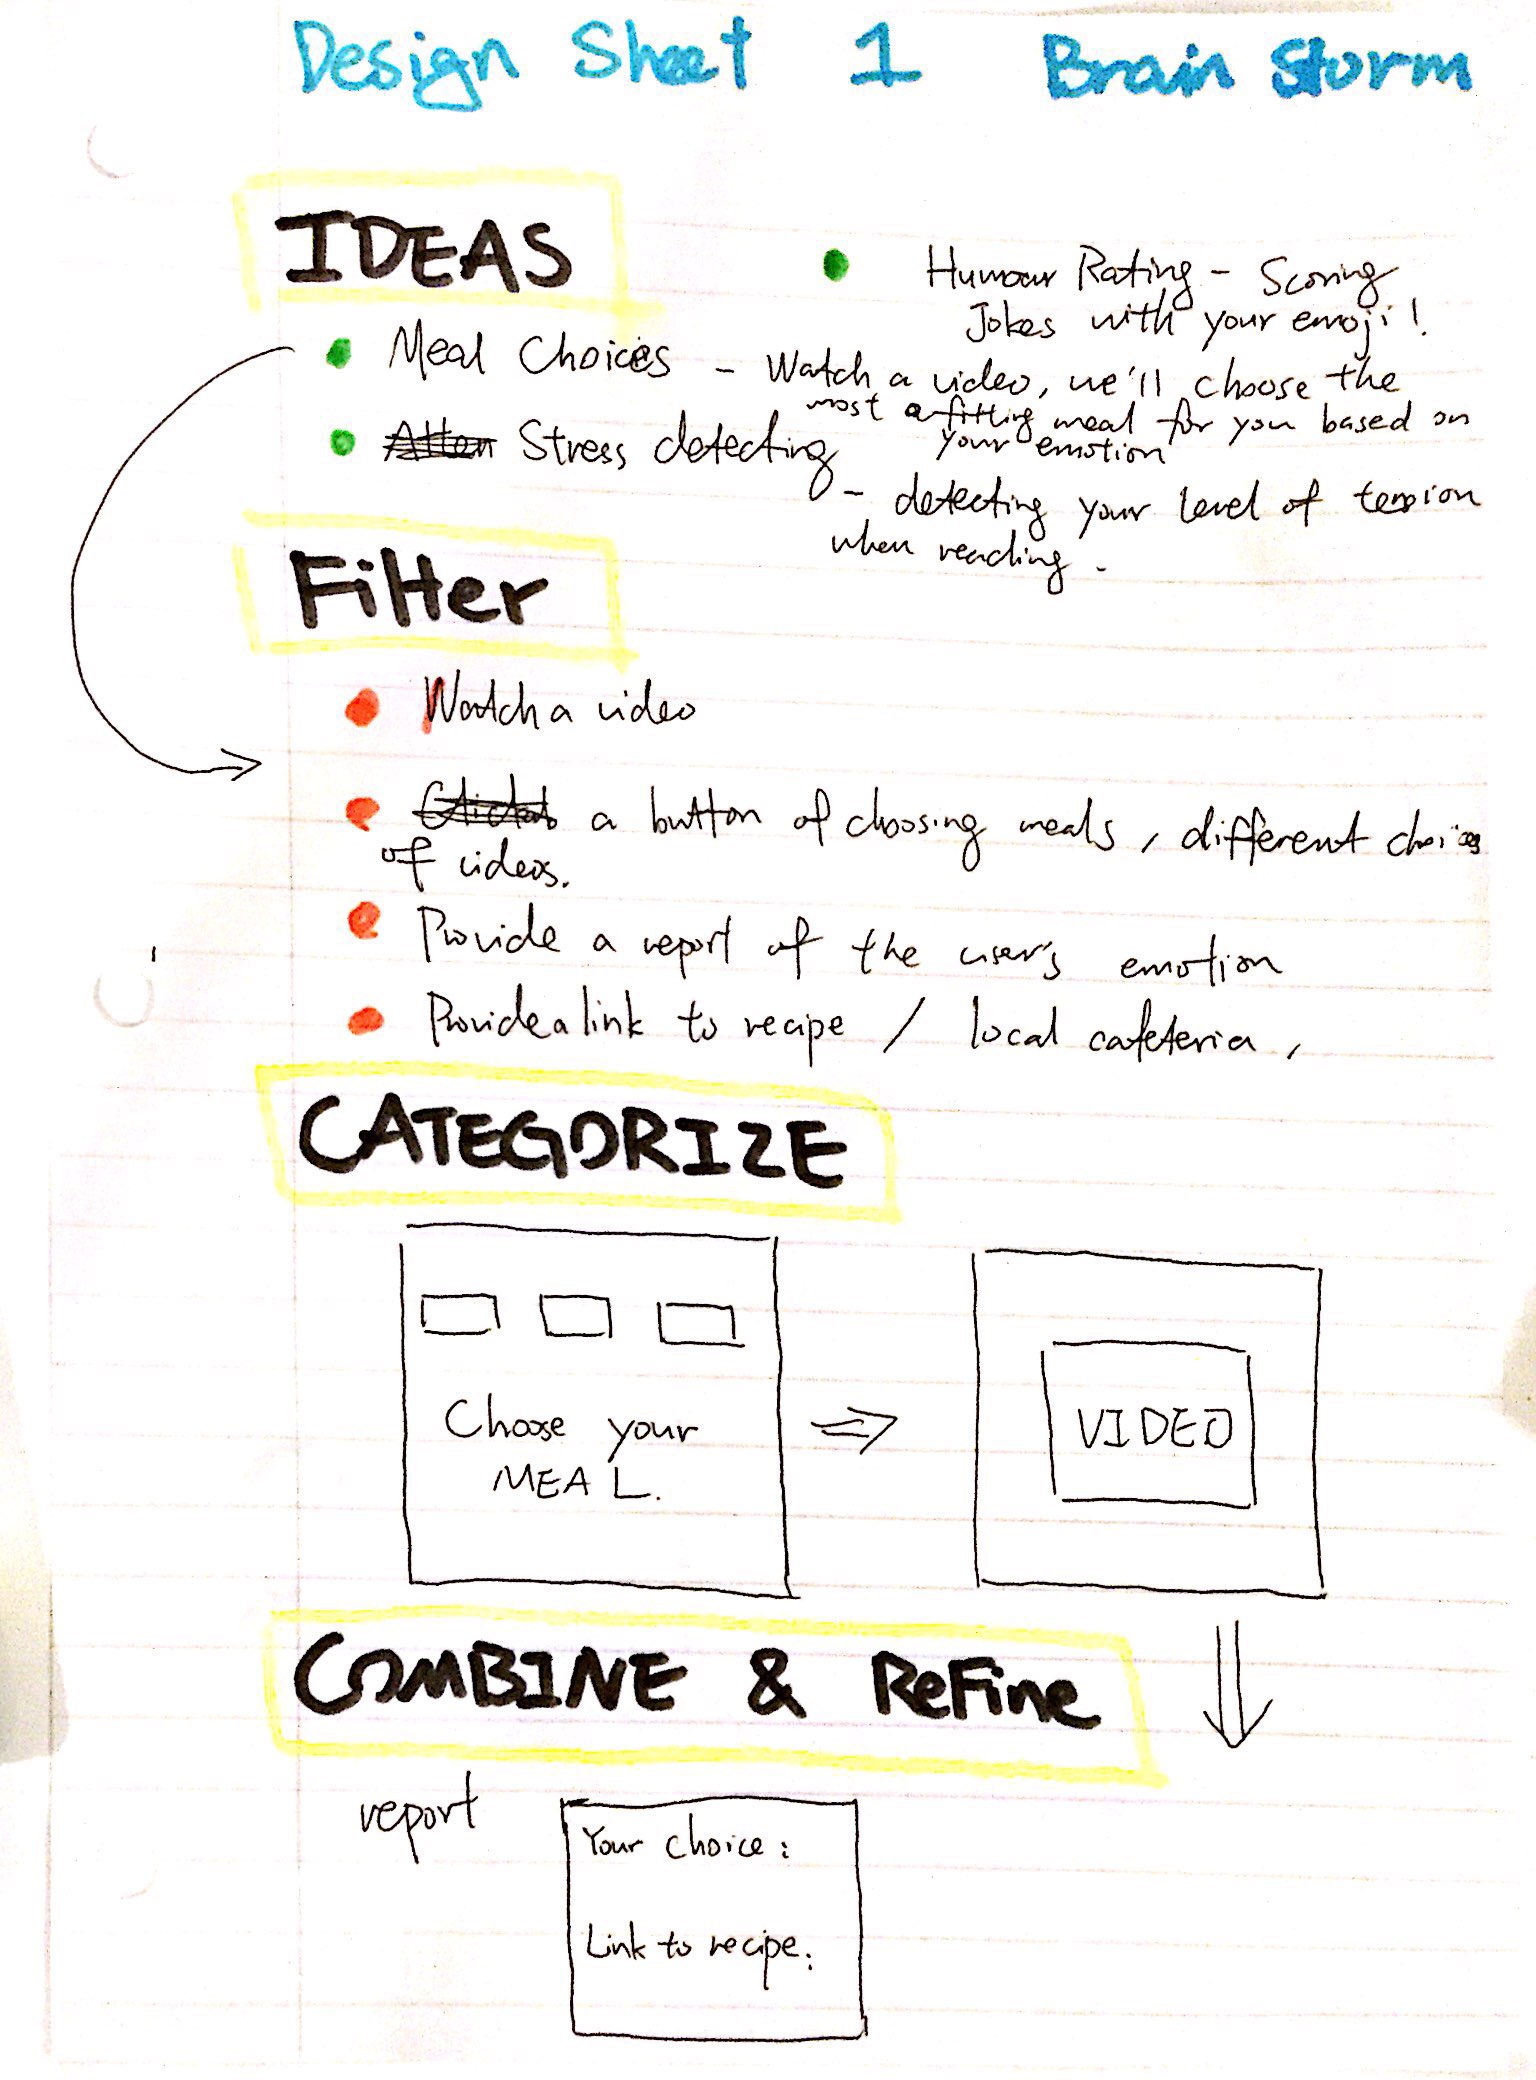 Design Sheet 1 Brain Storm
IDEAS
Humour Rating - Scoring
Jokes with your emoji!
Meal Choices - Watch a video, we'll choose the
most a fitting meal for you based on
your emotion
Stress detecting
- detecting your level of tension
when reading.
Filter
Watch a video
a button of choosing meals, different choices
of videos.
Provide a report of the user's emotion
Provide a link to recipe / local cafeteria,
CATEGORIZE
Choose your
MEAL.
VIDEO
COMBINE & ReFine
report
Your choice:
Link to recipe: